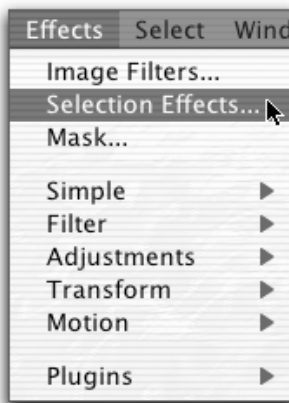 Effects Select Wind
Image Filters...
Selection Effects...
Mask...
Simple
Filter
Adjustments
Transform
Motion
Plugins